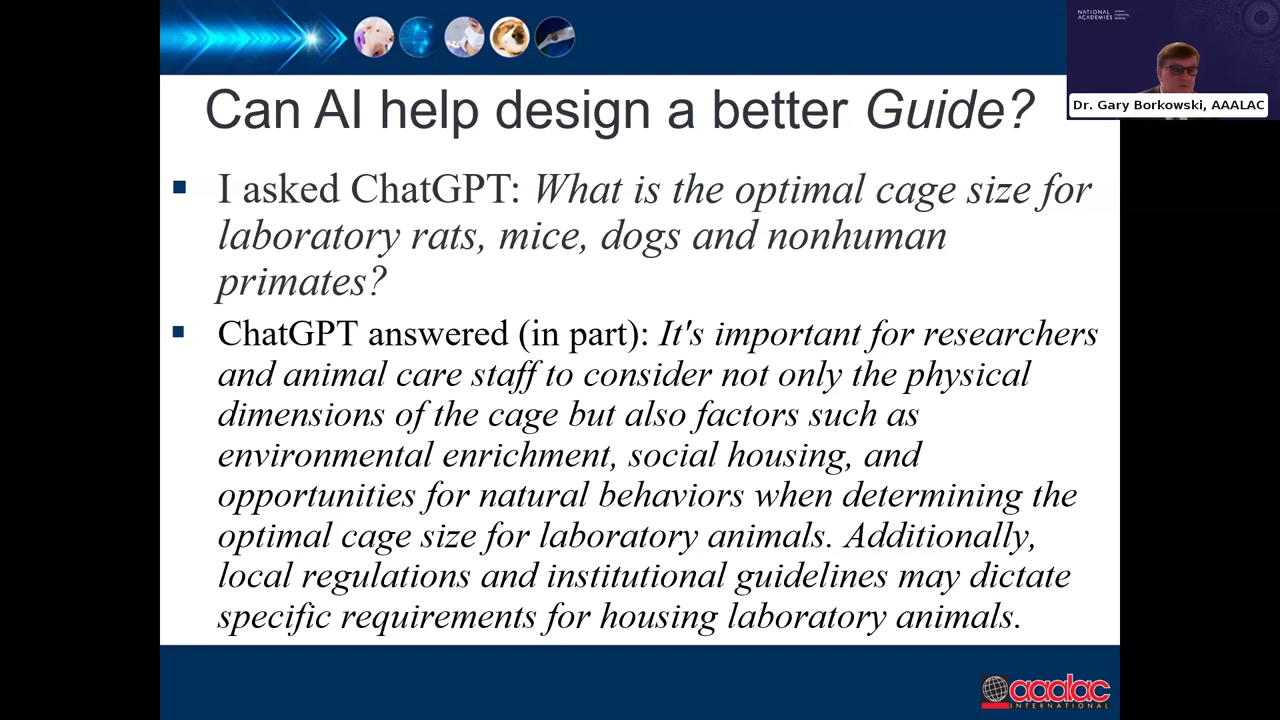 NATIONAL
ACADEMIES
Dr. Gary Borkowski, AAALAC
Can AI help design a better Guide?
I asked ChatGPT: What is the optimal cage size for
laboratory rats, mice, dogs and nonhuman
primates?
ChatGPT answered (in part): It's important for researchers
and animal care staff to consider not only the physical
dimensions of the cage but also factors such as
environmental enrichment, social housing, and
opportunities for natural behaviors when determining the
optimal cage size for laboratory animals. Additionally,
local regulations and institutional guidelines may dictate
specific requirements for housing laboratory animals.
aaalac
INTERNATIONAL